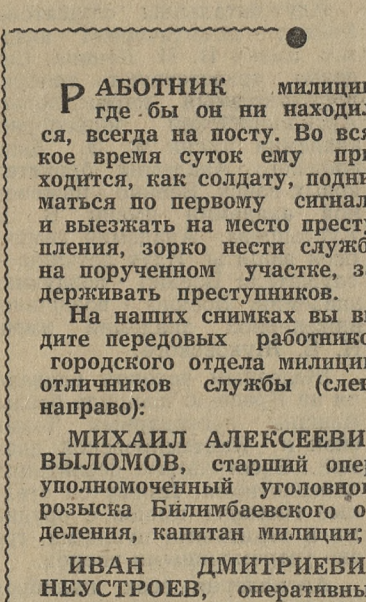 РАБОТНИК милици
где бы он ни находил
ся, всегда на посту. Во вся
кое время суток ему при
ходится, как солдату, подни
маться по первому сигнал
и выезжать на место прест
пления, зорко нести служб
на порученном участке, з
держивать преступников.
На наших снимках вы в
дите передовых работнико
городского отдела милици
отличников службы (сле
направо):
МИХАИЛ АЛЕКСЕЕВИ
ВЫЛОМОВ, старший опе
уполномоченный уголовно
розыска Билимбаевского о
деления, капитан милиции;
ИВАН ДМИТРИЕВИ
НЕУСТРОЕВ, оперативны